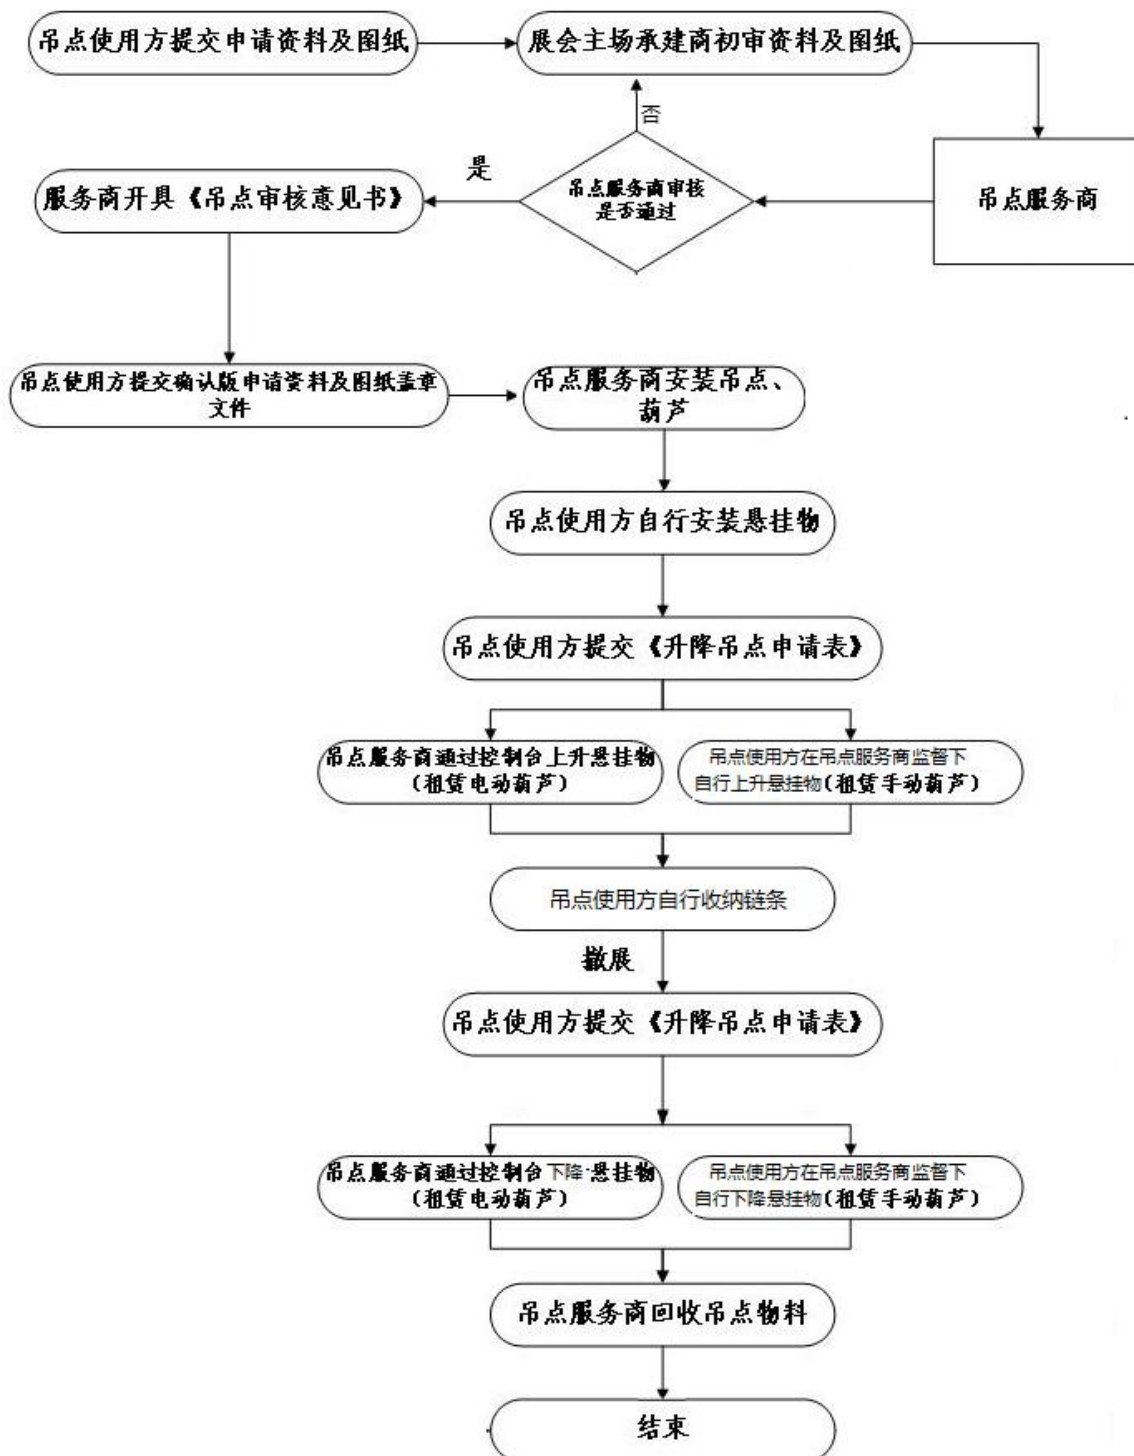 吊点使用方提交申请资料及图纸
展会主场承建商初审资料及图纸
否
是
服务商开具《吊点审核意见书》
吊点服务商审核
是否通过
吊点服务商
吊点使用方提交确认版申请资料及图纸盖章
文件
吊点服务商安装吊点、
葫芦
吊点使用方自行安装悬挂物
吊点使用方提交《升降吊点申请表》
吊点服务商通过控制台上升悬挂物
（租赁电动葫芦）
吊点使用方在吊点服务商监督下
自行上升悬挂物（租赁手动葫芦）
吊点使用方自行收纳链条
撤展
吊点使用方提交《升降吊点申请表》
吊点服务商通过控制台下降悬挂物
（租赁电动葫芦）
吊点使用方在吊点服务商监督下
自行下降悬挂物（租赁手动葫芦）
吊点服务商回收吊点物料
结束